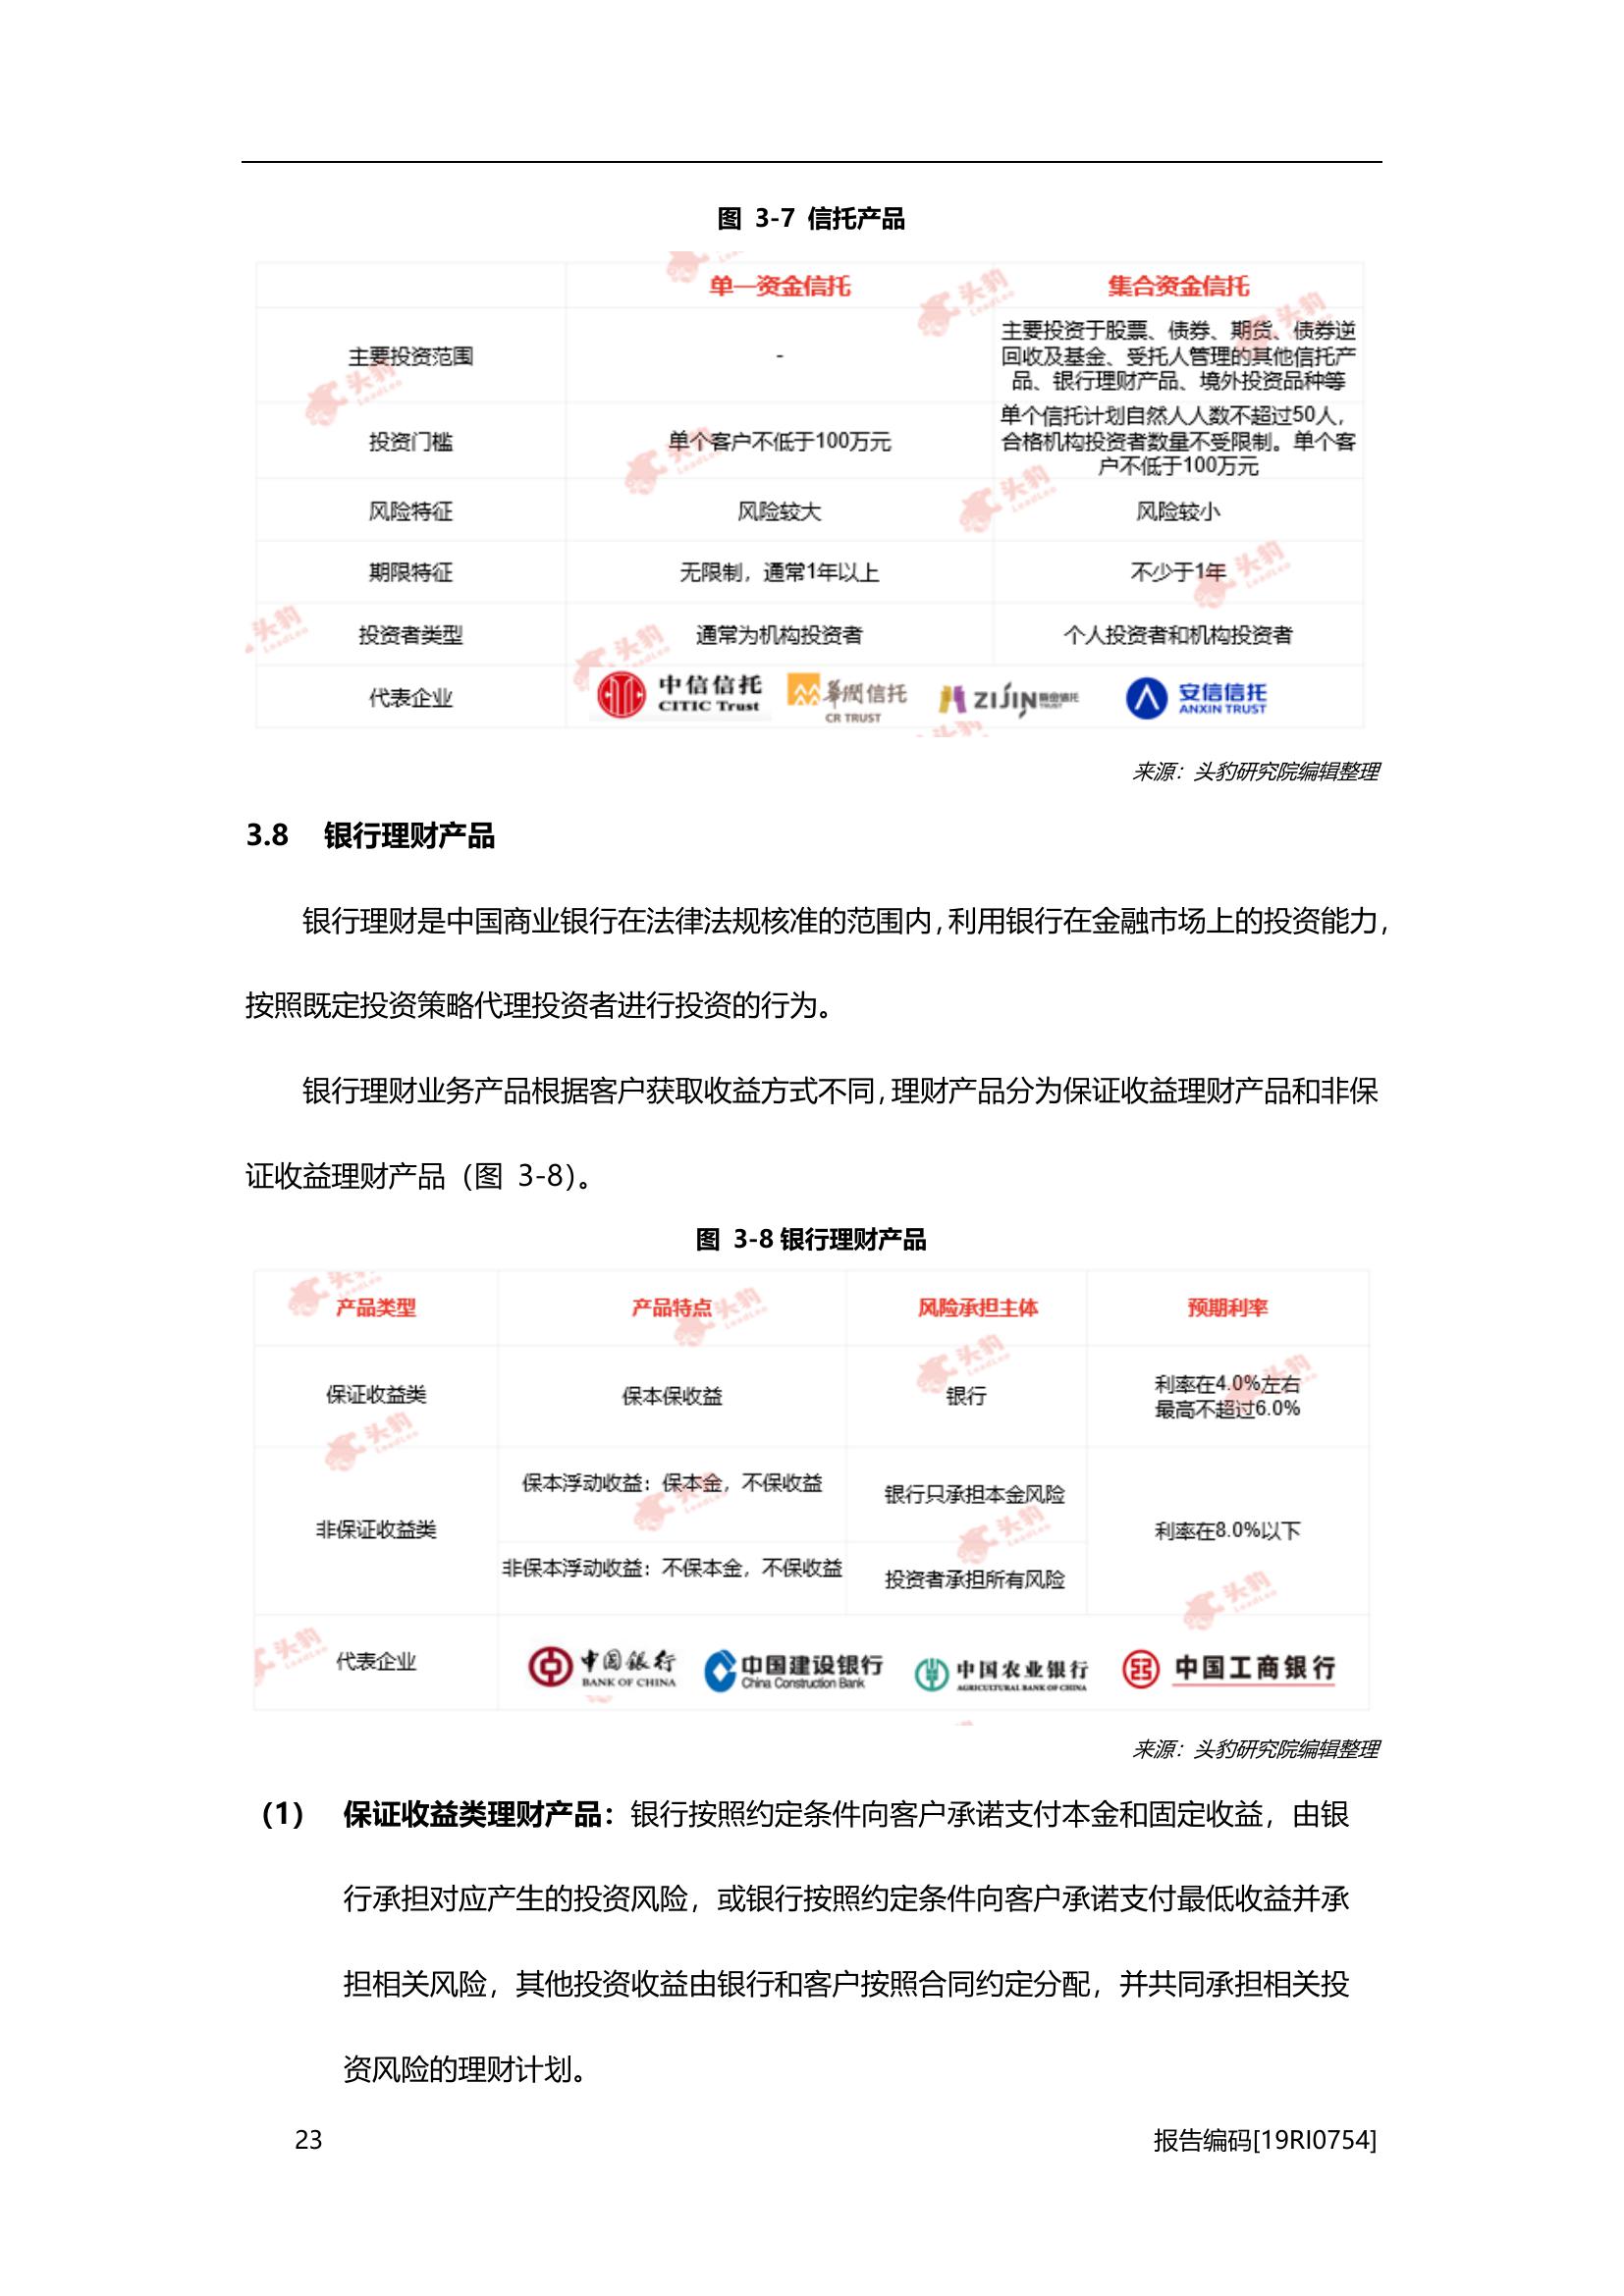 图 3-7 信托产品
单一资金信托 集合资金信托
主要投资范围 - 主要投资于股票、债券、期货、债券逆
回收及基金、受托人管理的其他信托产
品、银行理财产品、境外投资品种等
投资门槛 单个客户不低于100万元 单个信托计划自然人人数不超过50人，
合格机构投资者数量不受限制。单个客
户不低于100万元
风险特征 风险较大 风险较小
期限特征 无限制，通常1年以上 不少于1年
投资者类型 通常为机构投资者 个人投资者和机构投资者
代表企业 中信信托 CITIC Trust 華潤信托 CR TRUST ZIJIN TRUST 安信信托 ANXIN TRUST
来源：头豹研究院编辑整理
3.8 银行理财产品
银行理财是中国商业银行在法律法规核准的范围内，利用银行在金融市场上的投资能力，
按照既定投资策略代理投资者进行投资的行为。
银行理财业务产品根据客户获取收益方式不同，理财产品分为保证收益理财产品和非保
证收益理财产品（图 3-8）。
图 3-8 银行理财产品
产品类型 产品特点 风险承担主体 预期利率
保证收益类 保本保收益 银行 利率在4.0%左右
最高不超过6.0%
保本浮动收益：保本金，不保收益 银行只承担本金风险
非保证收益类 利率在8.0%以下
非保本浮动收益：不保本金，不保收益 投资者承担所有风险
代表企业 中国银行 BANK OF CHINA 中国建设银行 China Construction Bank 中国农业银行 AGRICULTURAL BANK OF CHINA 中国工商银行
来源：头豹研究院编辑整理
（1） 保证收益类理财产品：银行按照约定条件向客户承诺支付本金和固定收益，由银
行承担对应产生的投资风险，或银行按照约定条件向客户承诺支付最低收益并承
担相关风险，其他投资收益由银行和客户按照合同约定分配，并共同承担相关投
资风险的理财计划。
23 报告编码[19RI0754]